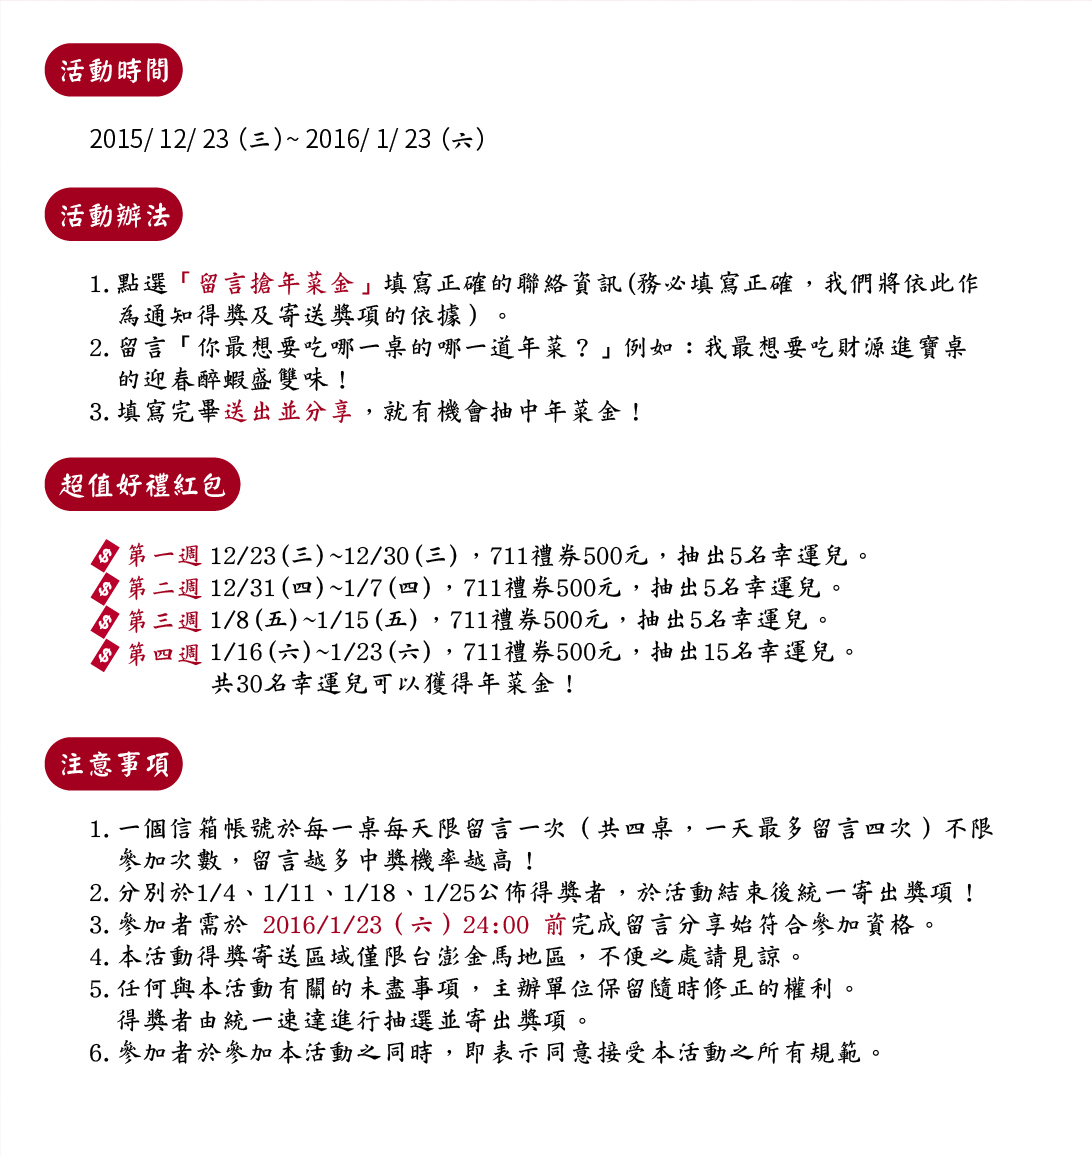 活動時間
2015/ 12/ 23 (三)~ 2016/ 1/ 23 (六)
活動辦法
1. 點選「留言搶年菜金」填寫正確的聯絡資訊(務必填寫正確，我們將依此作
為通知得獎及寄送獎項的依據)。
2. 留言「你最想要吃哪一桌的哪一道年菜？」例如：我最想要吃財源進寶桌
的迎春醉蝦盛雙味！
3. 填寫完畢送出並分享，就有機會抽中年菜金！
超值好禮紅包
第一週 12/23(三)~12/30(三)，711禮券500元，抽出5名幸運兒。
第二週 12/31(四)~1/7(四)，711禮券500元，抽出5名幸運兒。
第三週 1/8(五)~1/15(五)，711禮券500元，抽出5名幸運兒。
第四週 1/16(六)~1/23(六)，711禮券500元，抽出15名幸運兒。
共30名幸運兒可以獲得年菜金！
注意事項
1. 一個信箱帳號於每一桌每天限留言一次（共四桌，一天最多留言四次）不限
參加次數，留言越多中獎機率越高！
2. 分別於1/4、1/11、1/18、1/25公佈得獎者，於活動結束後統一寄出獎項！
3. 參加者需於 2016/1/23（六）24:00 前完成留言分享始符合參加資格。
4. 本活動得獎寄送區域僅限台澎金馬地區，不便之處請見諒。
5. 任何與本活動有關的未盡事項，主辦單位保留隨時修正的權利。
得獎者由統一速達進行抽選並寄出獎項。
6. 參加者於參加本活動之同時，即表示同意接受本活動之所有規範。